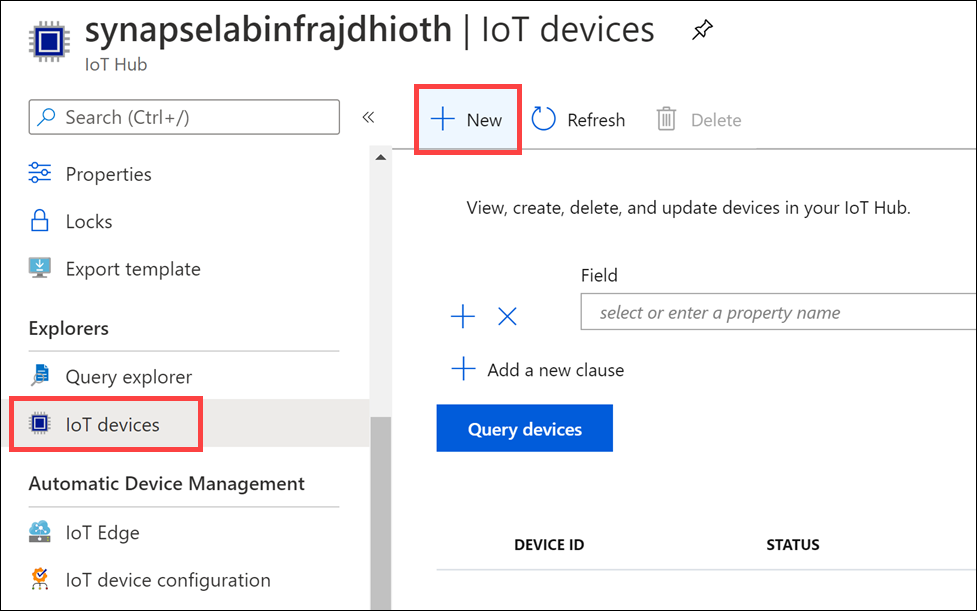 synapselabinfrajdhioth | IoT devices
IoT Hub
Search (Ctrl+/)
«
New
Refresh
Delete
Properties
Locks
Export template
Explorers
Query explorer
IoT devices
Automatic Device Management
IoT Edge
IoT device configuration
View, create, delete, and update devices in your IoT Hub.
Field
select or enter a property name
Add a new clause
Query devices
DEVICE ID STATUS